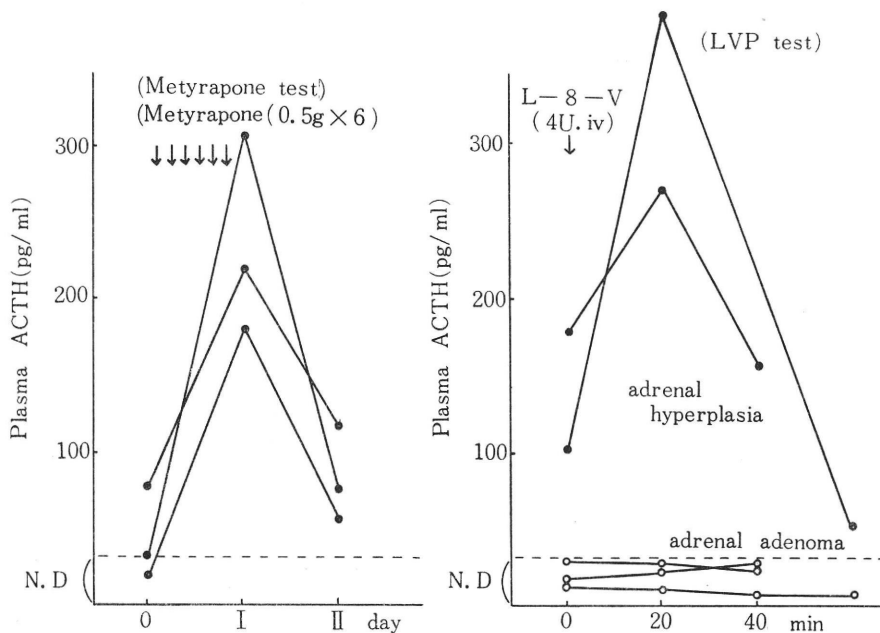 (Metyrapone test)
(Metyrapone(0.5g×6)
Plasma ACTH(pg/ml)
300
200
100
N.D
0 I II day
(LVP test)
L-8-V
(4U.iv)
Plasma ACTH(pg/ml)
300
200
adrenal
hyperplasia
100
adrenal adenoma
N.D
0 20 40 min